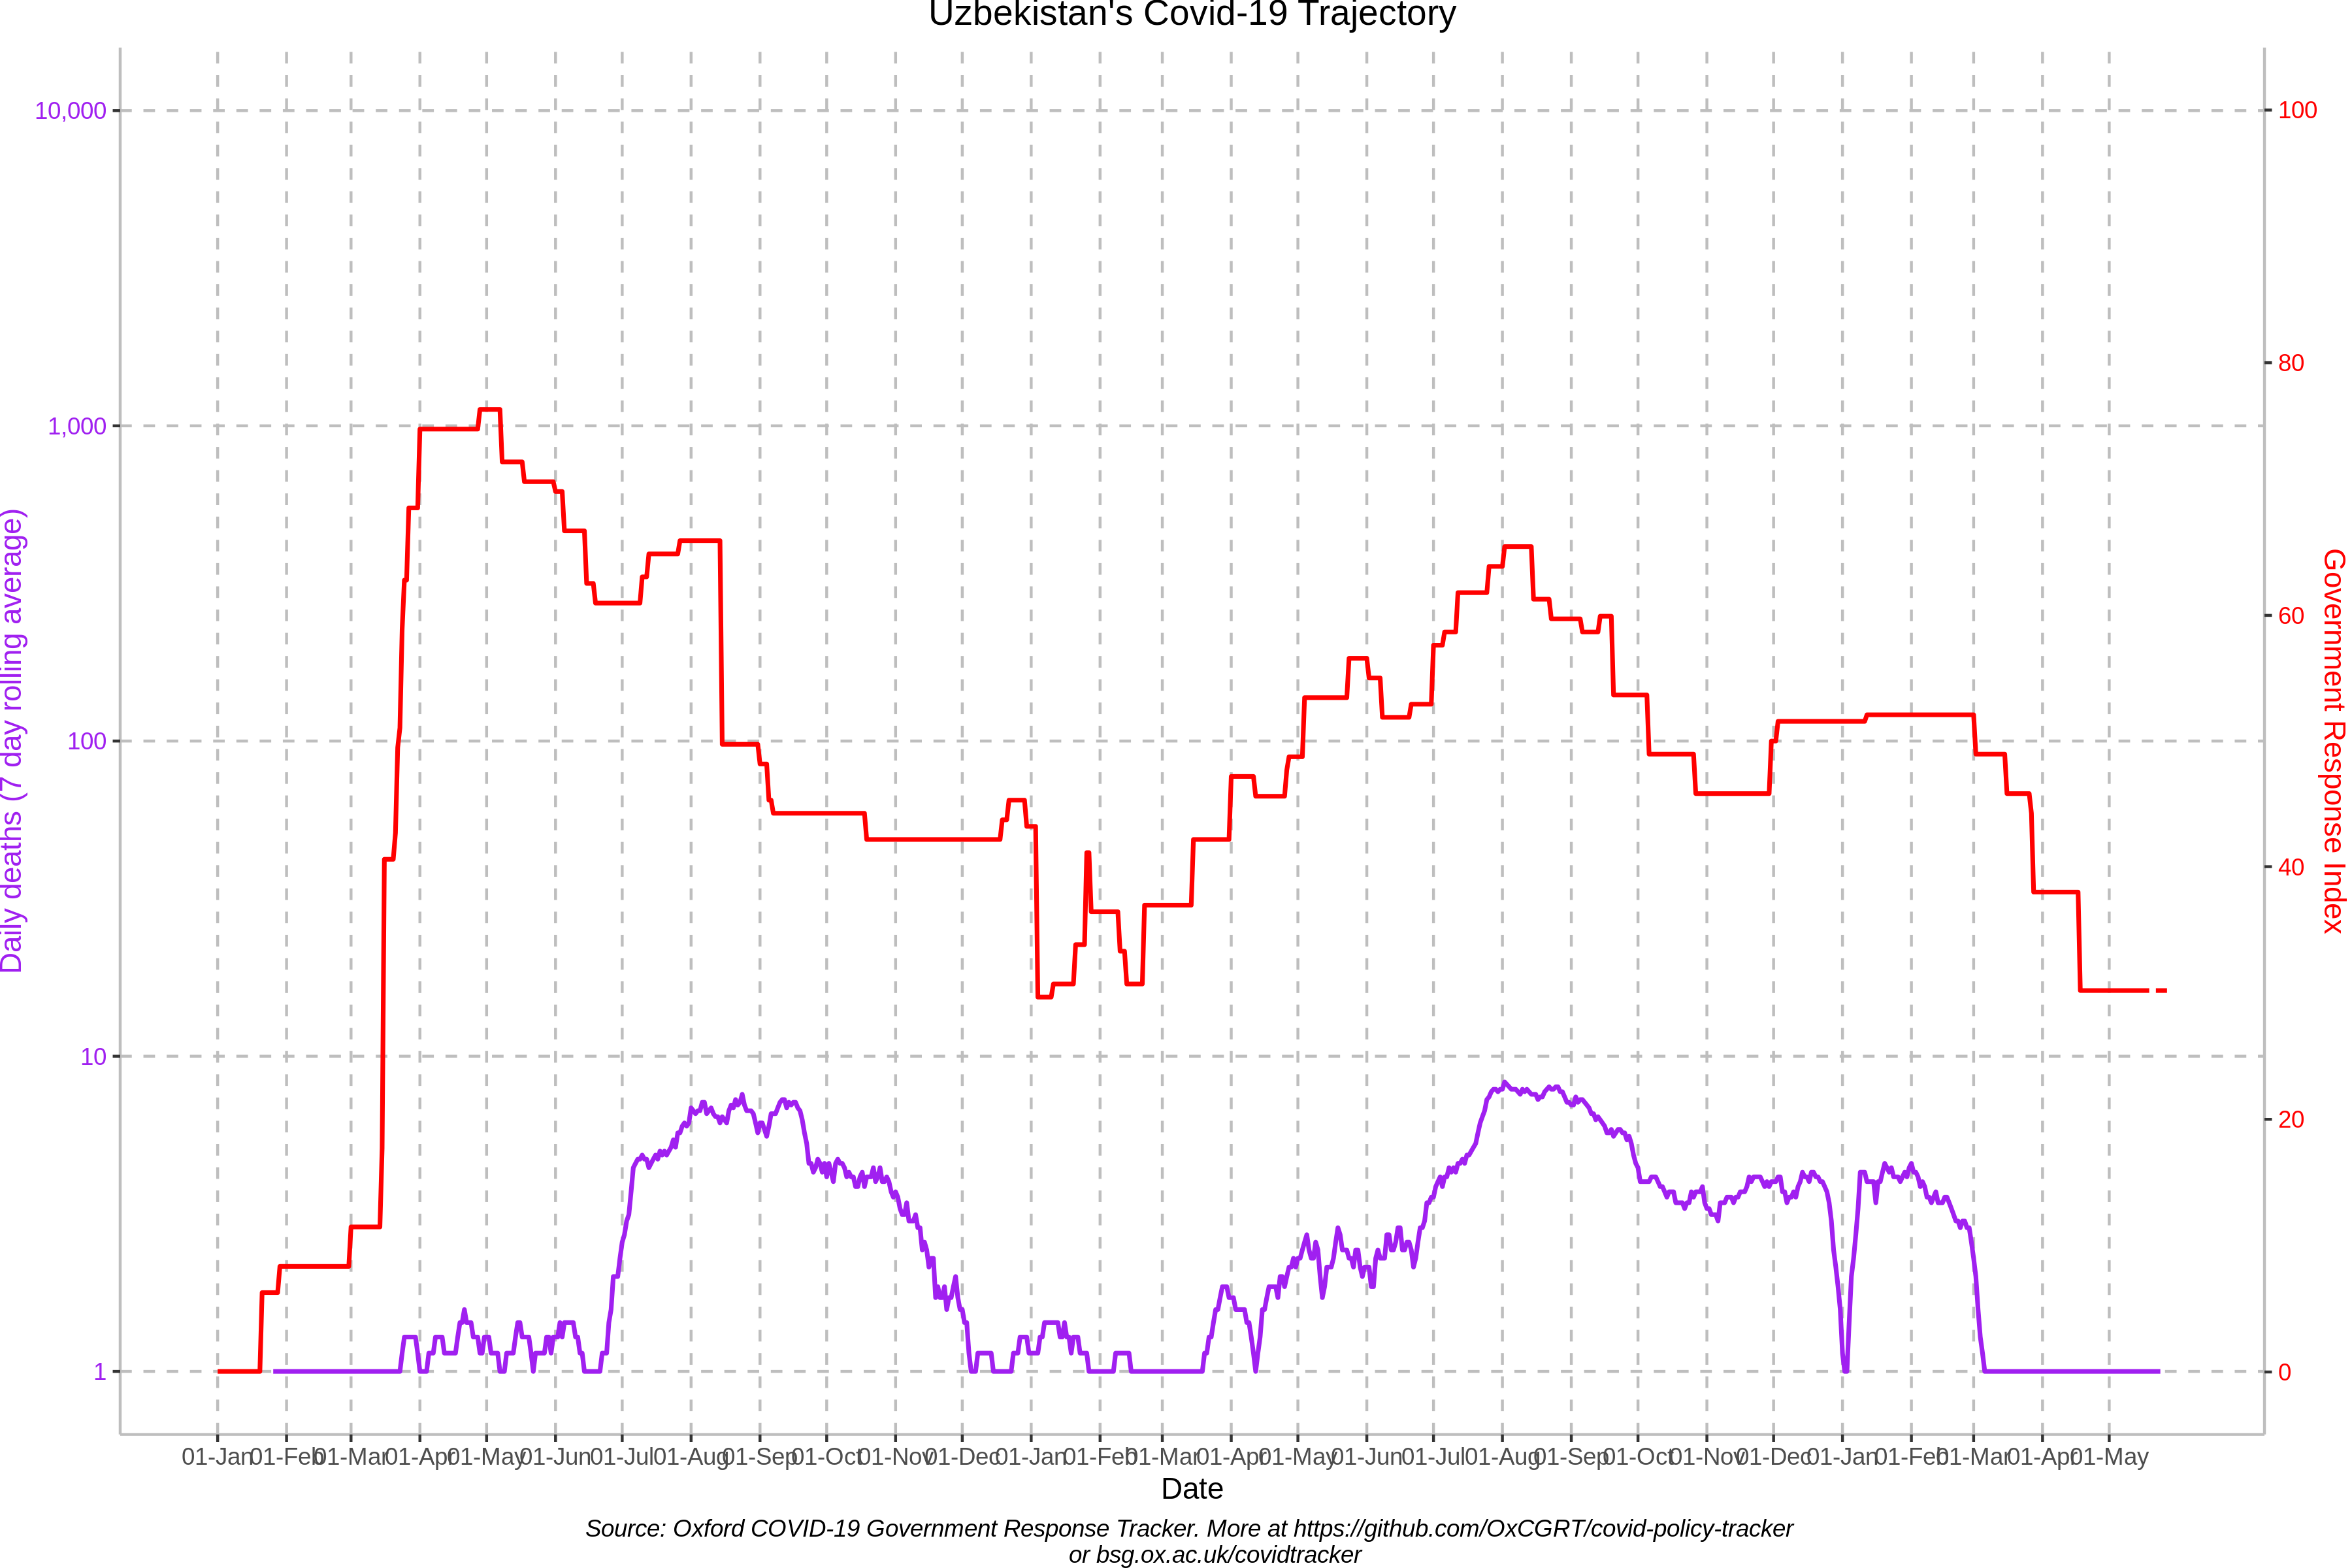 Uzbekistan's Covid-19 Trajectory
10,000
1,000
100
10
1
Daily deaths (7 day rolling average)
100
80
60
40
20
0
Government Response Index
01-Jan 01-Feb 01-Mar 01-Apr 01-May 01-Jun 01-Jul 01-Aug 01-Sep 01-Oct 01-Nov 01-Dec 01-Jan 01-Feb 01-Mar 01-Apr 01-May 01-Jun 01-Jul 01-Aug 01-Sep 01-Oct 01-Nov 01-Dec 01-Jan 01-Feb 01-Mar 01-Apr 01-May
Date
Source: Oxford COVID-19 Government Response Tracker. More at https://github.com/OxCGRT/covid-policy-tracker
or bsg.ox.ac.uk/covidtracker